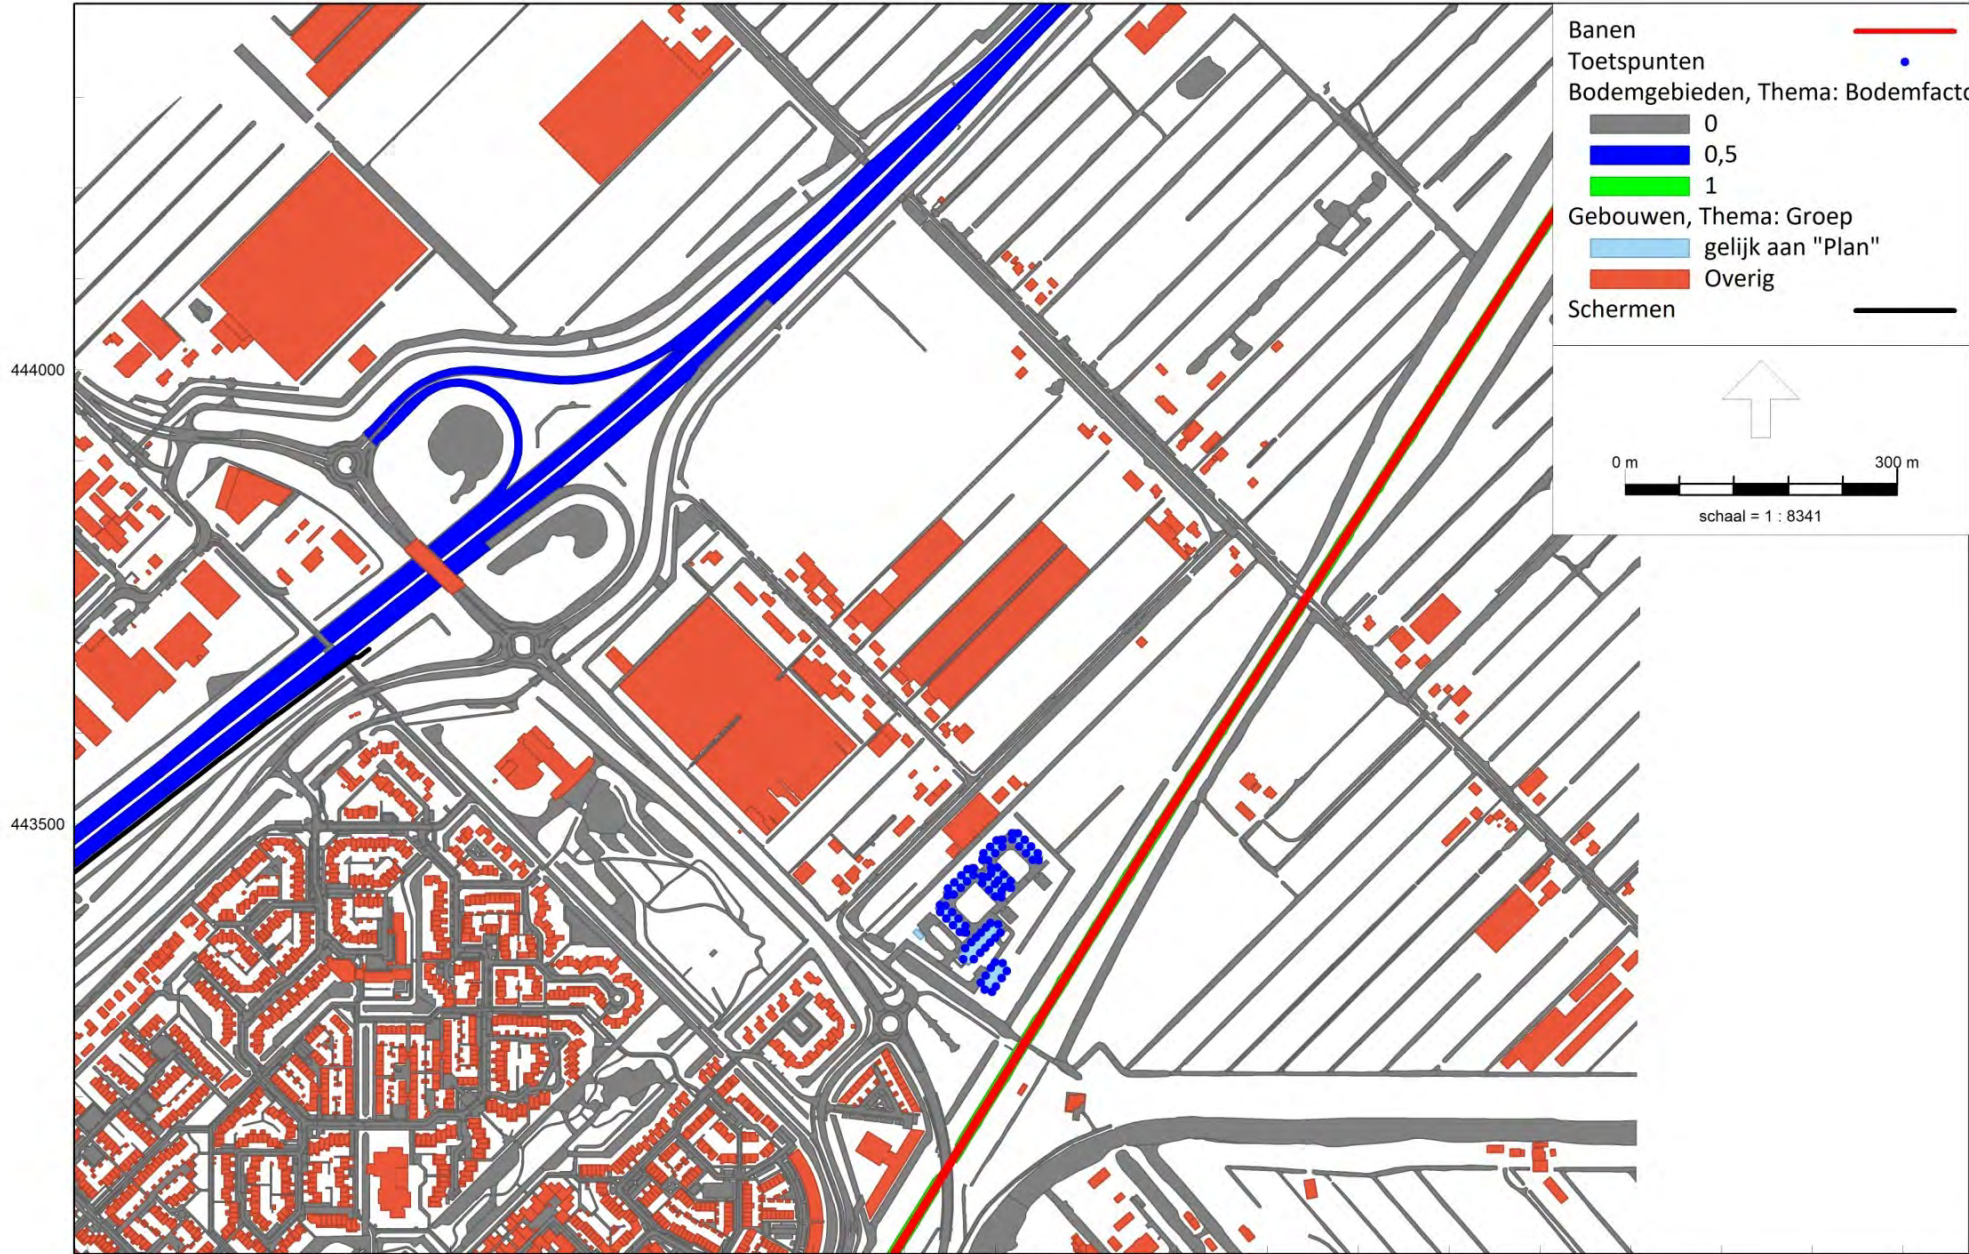 Banen
Toetspunten
Bodemgebieden, Thema: Bodemfacto
0
0,5
1
Gebouwen, Thema: Groep
gelijk aan "Plan"
Overig
Schermen
444000
0 m 300 m
schaal = 1 : 8341
443500